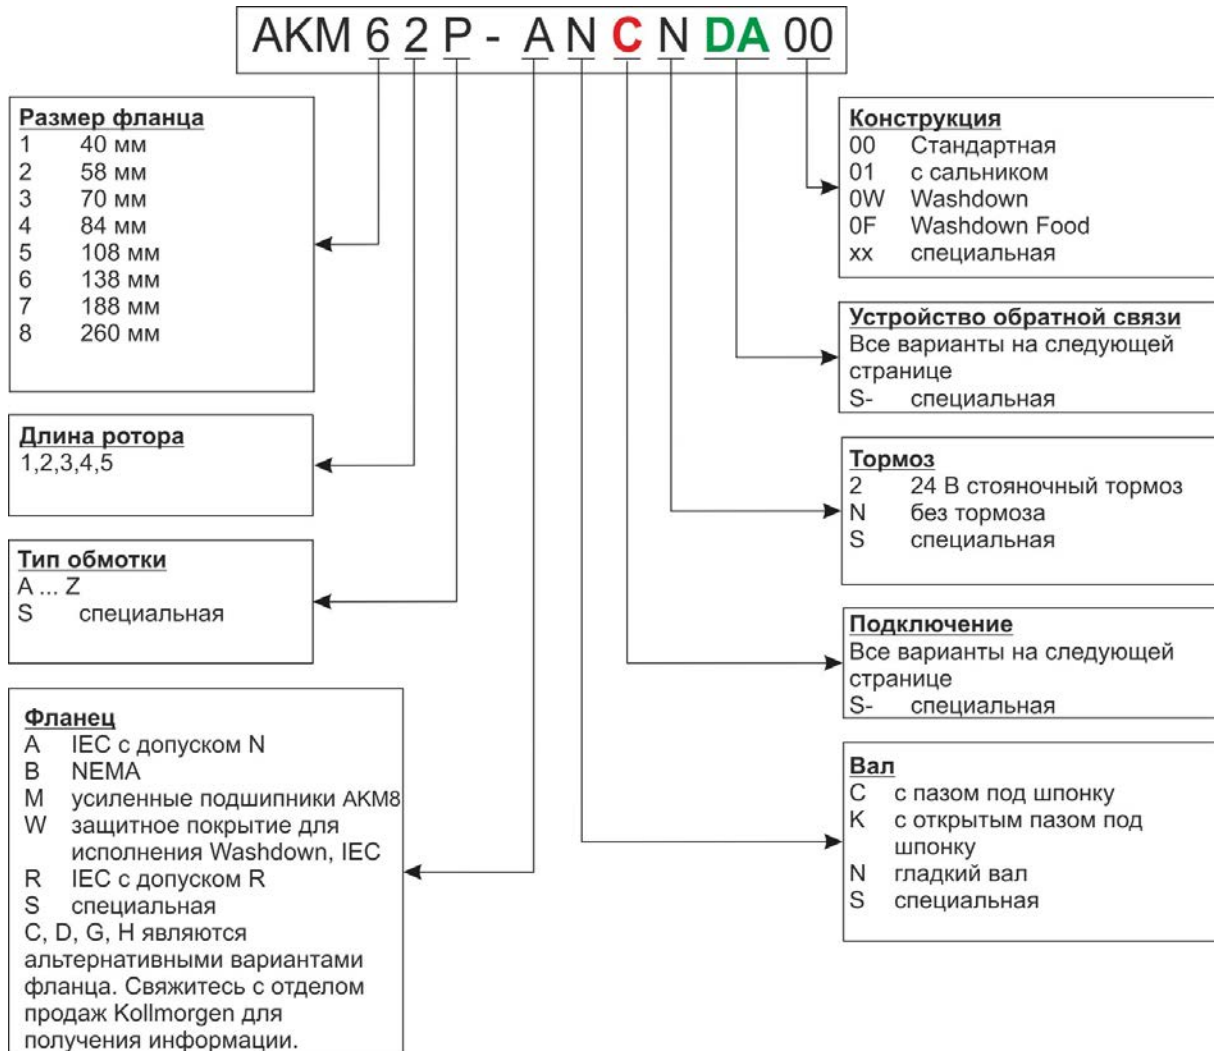 AKM 6 2 P - A N C N DA 00
Размер фланца
1 40 мм
2 58 мм
3 70 мм
4 84 мм
5 108 мм
6 138 мм
7 188 мм
8 260 мм
Длина ротора
1,2,3,4,5
Тип обмотки
A ... Z
S специальная
Фланец
A IEC с допуском N
B NEMA
M усиленные подшипники AKM8
W защитное покрытие для
исполнения Washdown, IEC
R IEC с допуском R
S специальная
C, D, G, H являются
альтернативными вариантами
фланца. Свяжитесь с отделом
продаж Kollmorgen для
получения информации.
Конструкция
00 Стандартная
01 с сальником
0W Washdown
0F Washdown Food
xx специальная
Устройство обратной связи
Все варианты на следующей
странице
S- специальная
Тормоз
2 24 В стояночный тормоз
N без тормоза
S специальная
Подключение
Все варианты на следующей
странице
S- специальная
Вал
C с пазом под шпонку
K с открытым пазом под
шпонку
N гладкий вал
S специальная